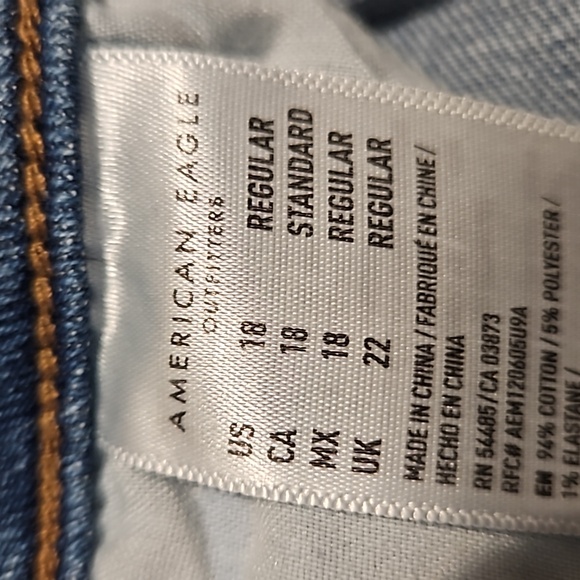 AMERICAN EAGLE
OUTFITTERS
US 18 REGULAR
CA 18 STANDARD
MX 18 REGULAR
UK 22 REGULAR
MADE IN CHINA / FABRIQUÉ EN CHINE /
HECHO EN CHINA
RN 54485/CA 03873
RFC# AEM120605U9A
EN 94% COTTON / 5% POLYESTER /
1% ELASTANE /